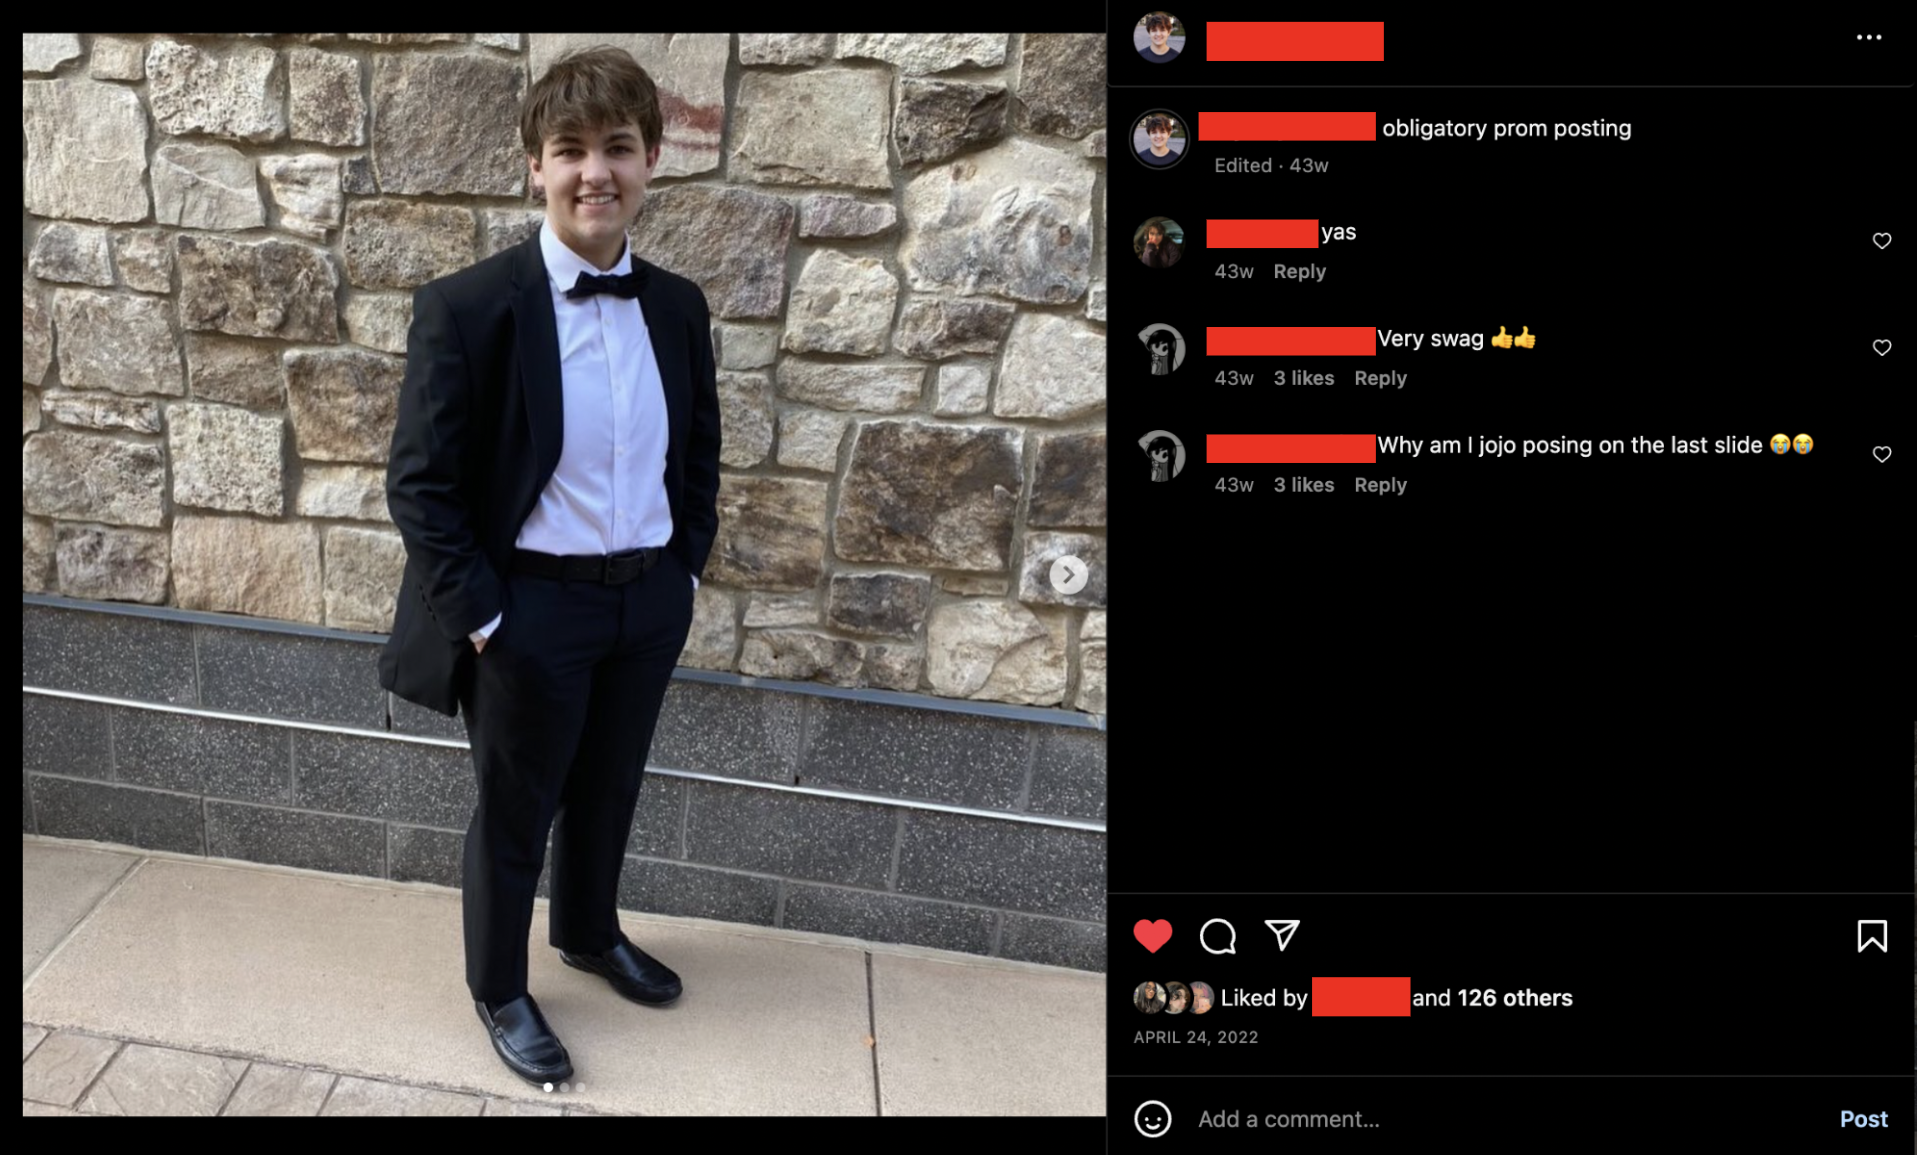 obligatory prom posting
Edited · 43w
yas
43w Reply
Very swag 👍👍
43w 3 likes Reply
Why am I jojo posing on the last slide 😭😭
43w 3 likes Reply
Liked by and 126 others
APRIL 24, 2022
Add a comment... Post